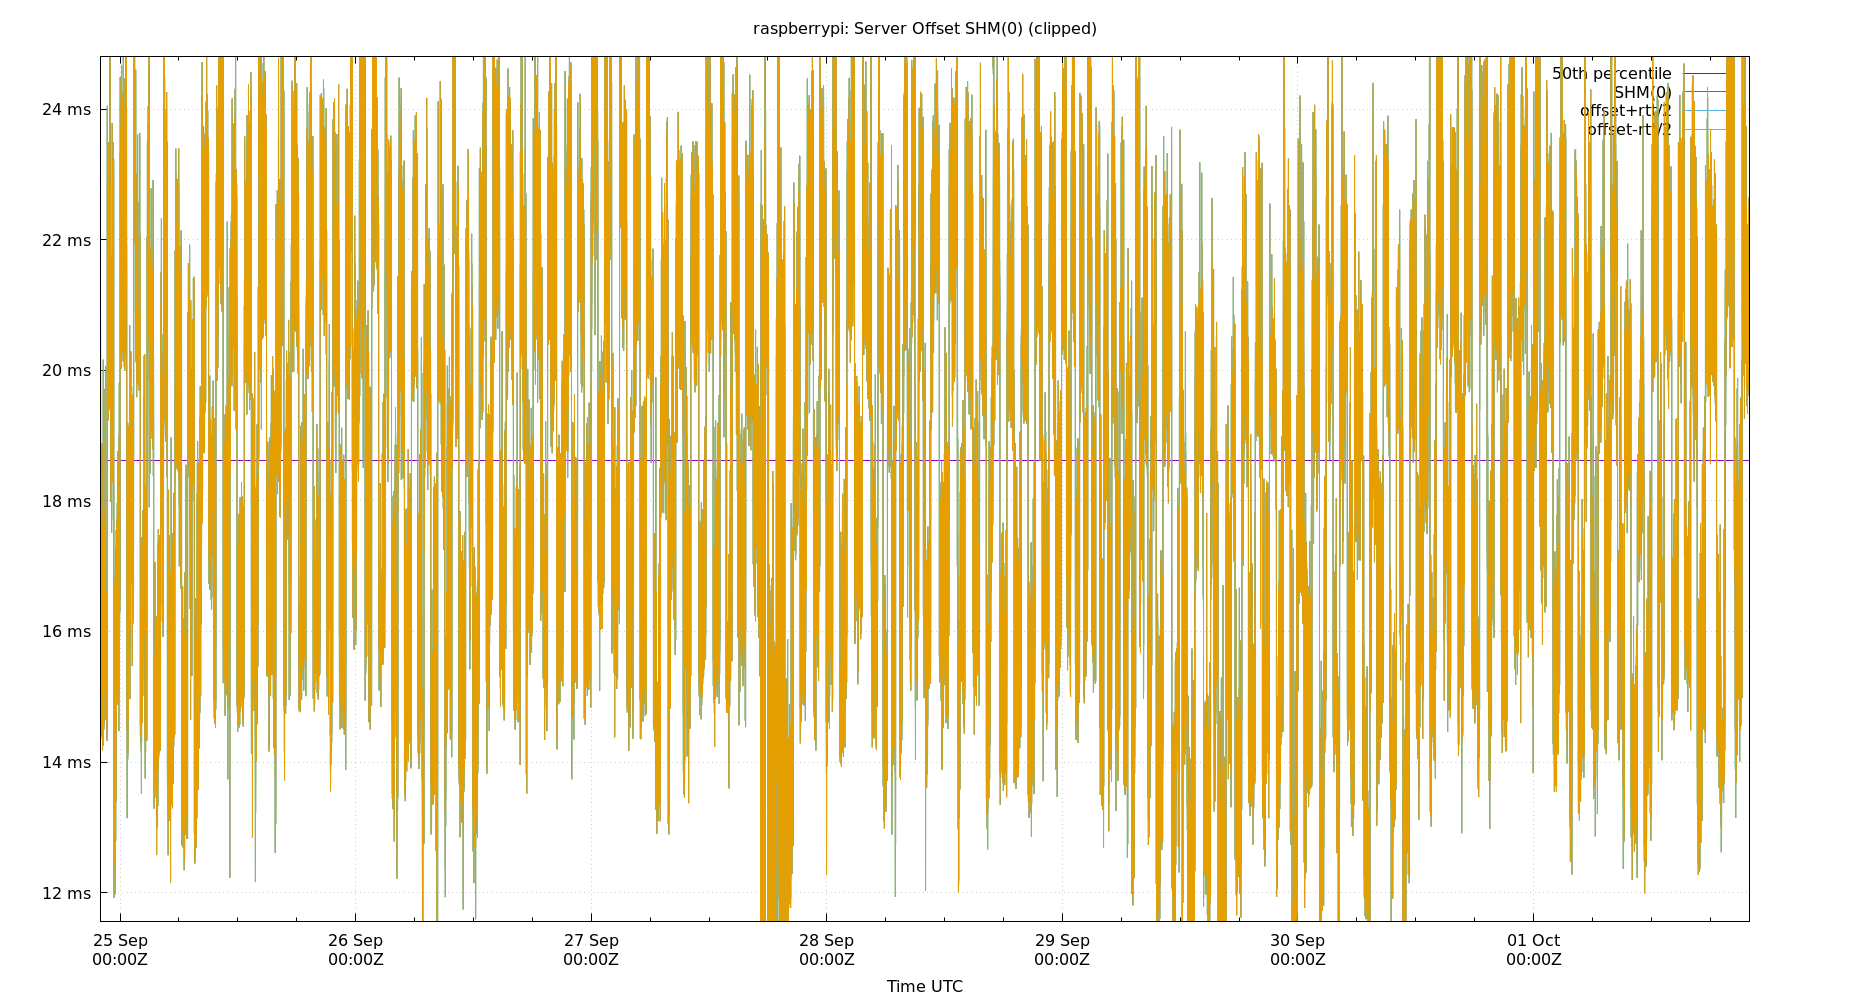 raspberrypi: Server Offset SHM(0) (clipped)
50th percentile
SHM(0)
offset+rtt/2
offset-rtt/2
24 ms
22 ms
20 ms
18 ms
16 ms
14 ms
12 ms
25 Sep 26 Sep 27 Sep 28 Sep 29 Sep 30 Sep 01 Oct
00:00Z 00:00Z 00:00Z 00:00Z 00:00Z 00:00Z 00:00Z
Time UTC